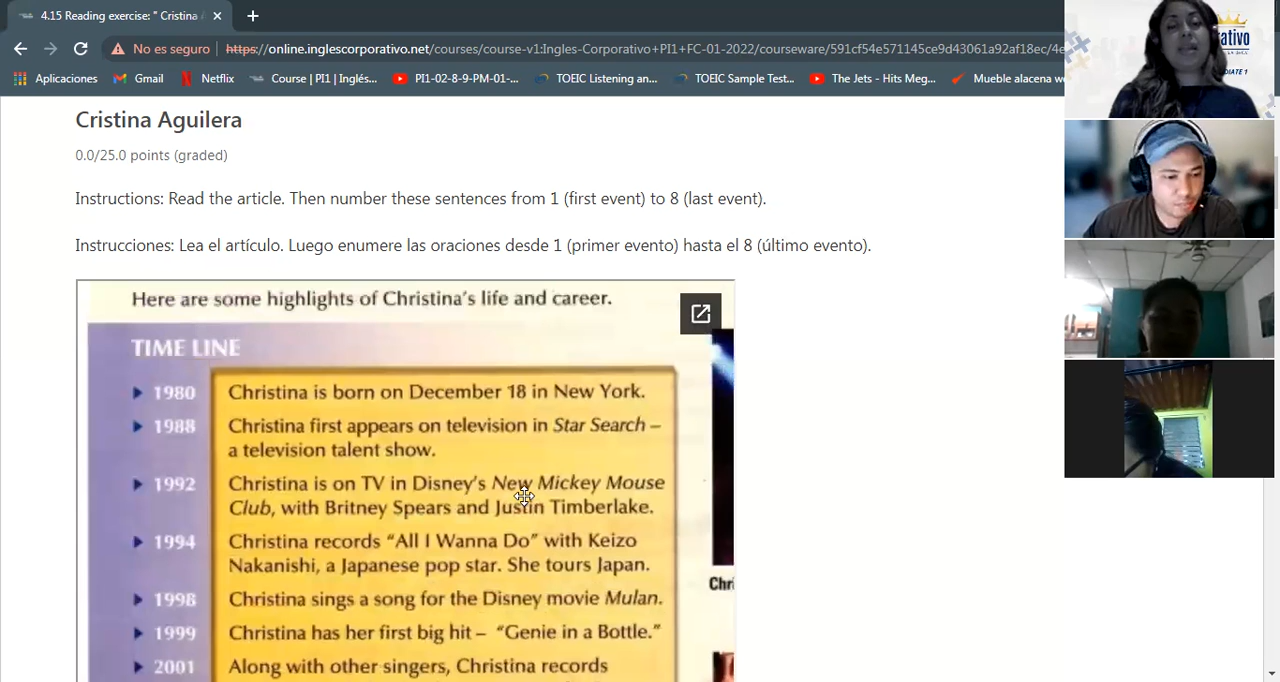 4.15 Reading exercise: " Cristina A
No es seguro
https://online.inglescorporativo.net/courses/course-v1:Ingles-Corporativo+PI1+FC-01-2022/courseware/591cf54e571145ce9d43061a92af18ec/4e
Aplicaciones
Gmail
Netflix
Course | PI1 | Inglés...
PI1-02-8-9-PM-01-...
TOEIC Listening an...
TOEIC Sample Test...
The Jets - Hits Meg...
Mueble alacena
Cristina Aguilera
0.0/25.0 points (graded)
Instructions: Read the article. Then number these sentences from 1 (first event) to 8 (last event).
Instrucciones: Lea el artículo. Luego enumere las oraciones desde 1 (primer evento) hasta el 8 (último evento).
Here are some highlights of Christina's life and career.
TIME LINE
1980 Christina is born on December 18 in New York.
1988 Christina first appears on television in Star Search –
a television talent show.
1992 Christina is on TV in Disney's New Mickey Mouse
Club, with Britney Spears and Justin Timberlake.
1994 Christina records "All I Wanna Do" with Keizo
Nakanishi, a Japanese pop star. She tours Japan.
1998 Christina sings a song for the Disney movie Mulan.
1999 Christina has her first big hit – "Genie in a Bottle."
2001 Along with other singers, Christina records
Chri